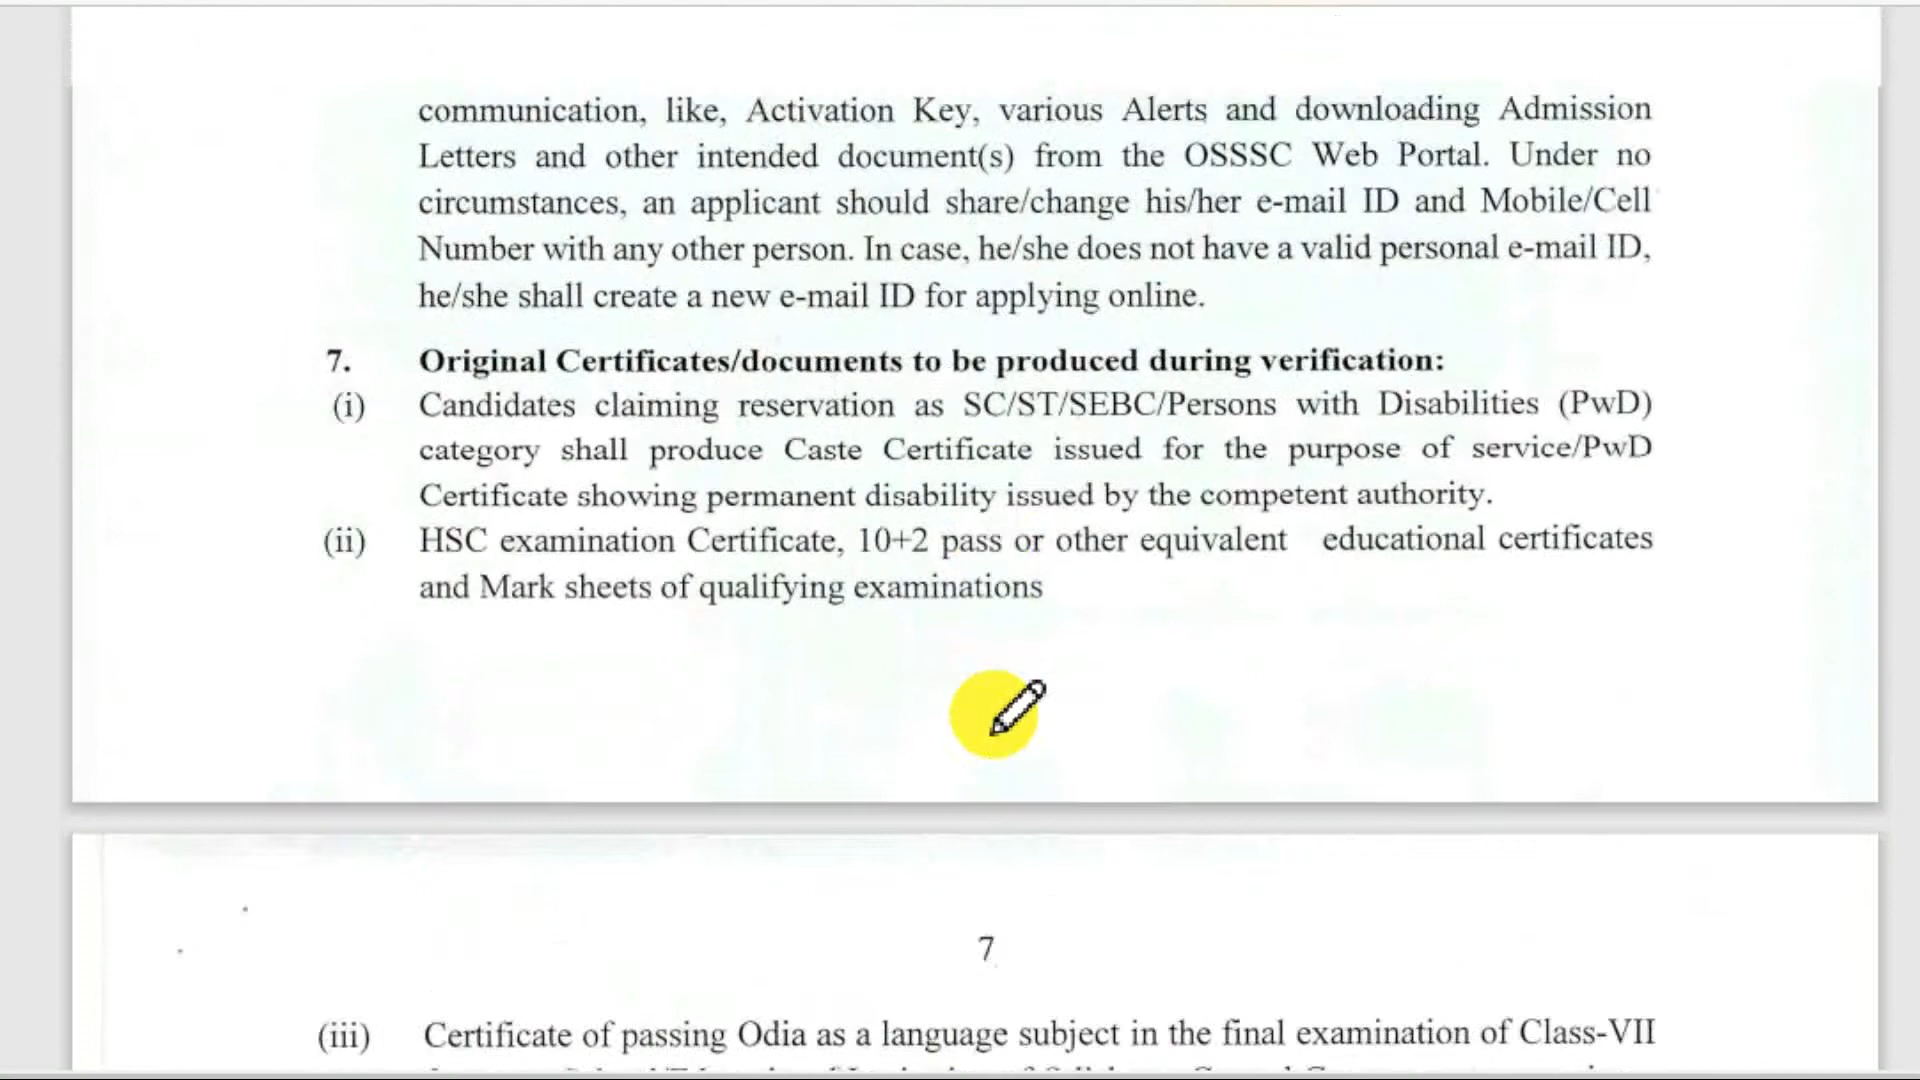 communication, like, Activation Key, various Alerts and downloading Admission
Letters and other intended document(s) from the OSSSC Web Portal. Under no
circumstances, an applicant should share/change his/her e-mail ID and Mobile/Cell
Number with any other person. In case, he/she does not have a valid personal e-mail ID,
he/she shall create a new e-mail ID for applying online.
7. Original Certificates/documents to be produced during verification:
(i) Candidates claiming reservation as SC/ST/SEBC/Persons with Disabilities (PwD)
category shall produce Caste Certificate issued for the purpose of service/PwD
Certificate showing permanent disability issued by the competent authority.
(ii) HSC examination Certificate, 10+2 pass or other equivalent educational certificates
and Mark sheets of qualifying examinations
7
(iii) Certificate of passing Odia as a language subject in the final examination of Class-VII